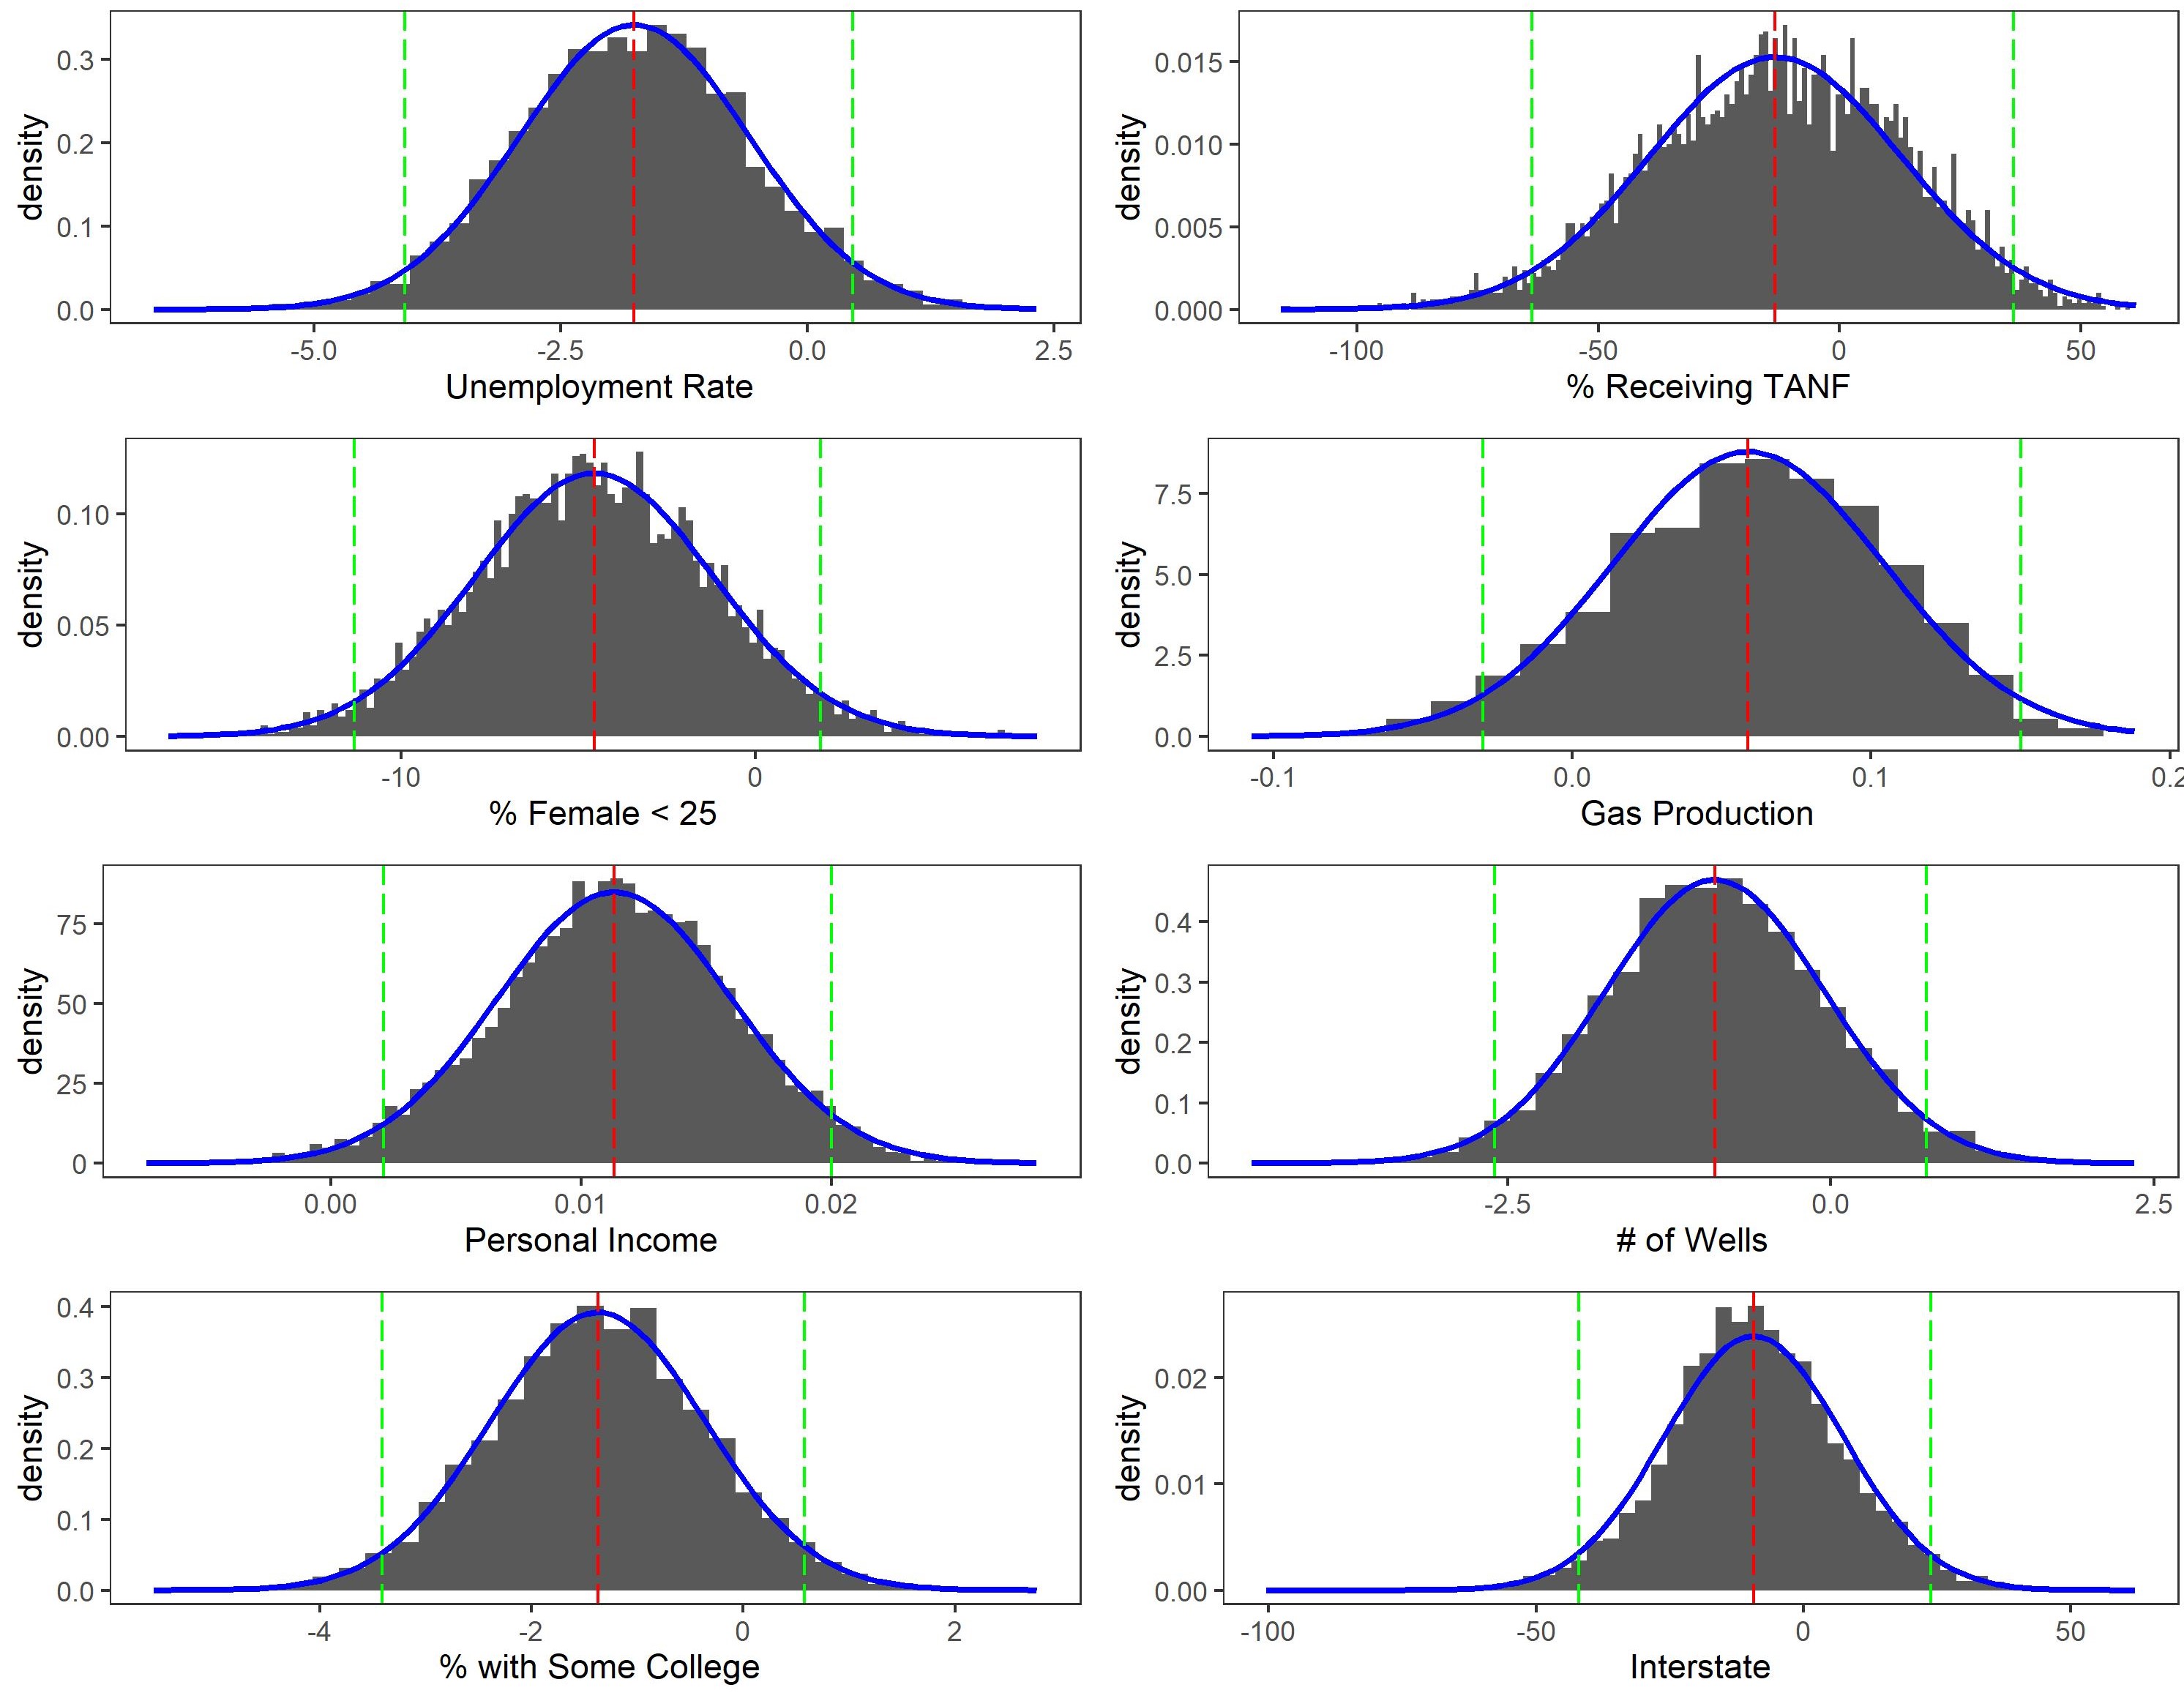 density
0.3
0.2
0.1
0.0
-5.0 -2.5 0.0 2.5
Unemployment Rate
density
0.015
0.010
0.005
0.000
-100 -50 0 50
% Receiving TANF
density
0.10
0.05
0.00
-10 0
% Female < 25
density
7.5
5.0
2.5
0.0
-0.1 0.0 0.1 0.2
Gas Production
density
75
50
25
0
0.00 0.01 0.02
Personal Income
density
0.4
0.3
0.2
0.1
0.0
-2.5 0.0 2.5
# of Wells
density
0.4
0.3
0.2
0.1
0.0
-4 -2 0 2
% with Some College
density
0.02
0.01
0.00
-100 -50 0 50
Interstate